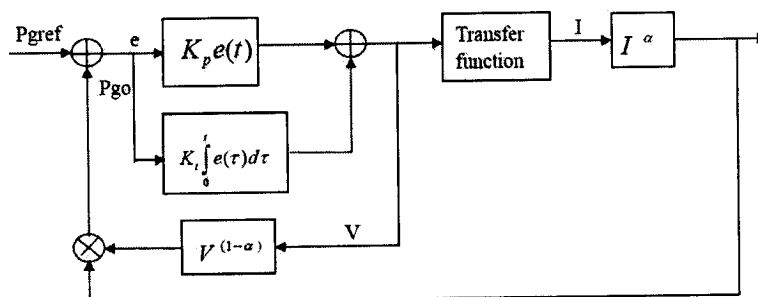 Pgref
e
K_p e(t)
Transfer
function
I
I^α
Pgo
K_i ∫_0^t e(τ)dτ
V
V^(1-α)